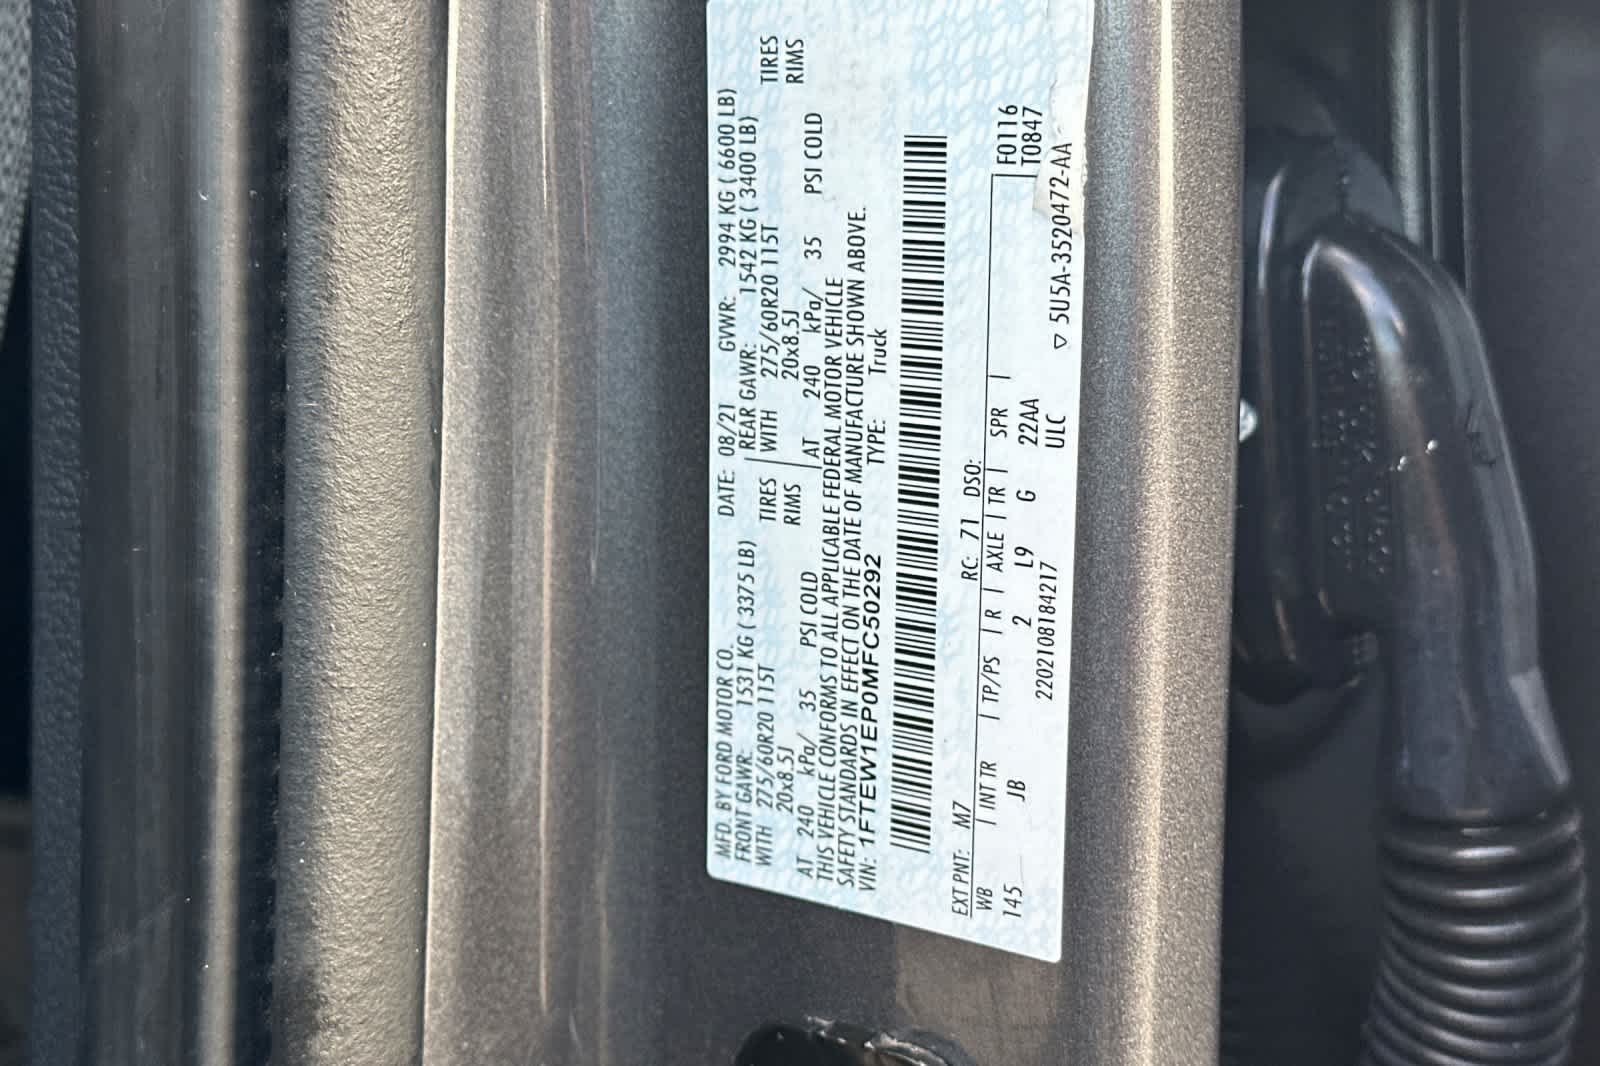 MFD. BY FORD MOTOR CO. DATE: 08/21 GVWR: 2994 KG ( 6600 LB)
FRONT GAWR: 1531 KG ( 3375 LB) REAR GAWR: 1542 KG ( 3400 LB)
WITH 275/60R20 115T TIRES WITH 275/60R20 115T TIRES
20x8.5J RIMS 20x8.5J RIMS
AT 240 kPa/ 35 PSI COLD AT 240 kPa/ 35 PSI COLD
THIS VEHICLE CONFORMS TO ALL APPLICABLE FEDERAL MOTOR VEHICLE
SAFETY STANDARDS IN EFFECT ON THE DATE OF MANUFACTURE SHOWN ABOVE.
VIN: 1FTEW1EP0MFC50292 TYPE: Truck
EXT PNT: M7 RC: 71 DSO: F0116
WB INT TR TP/PS R AXLE TR SPR T0847
145 JB 2 L9 G 22AA
2202108184217 ULC ▽ 5U5A-3520472-AA